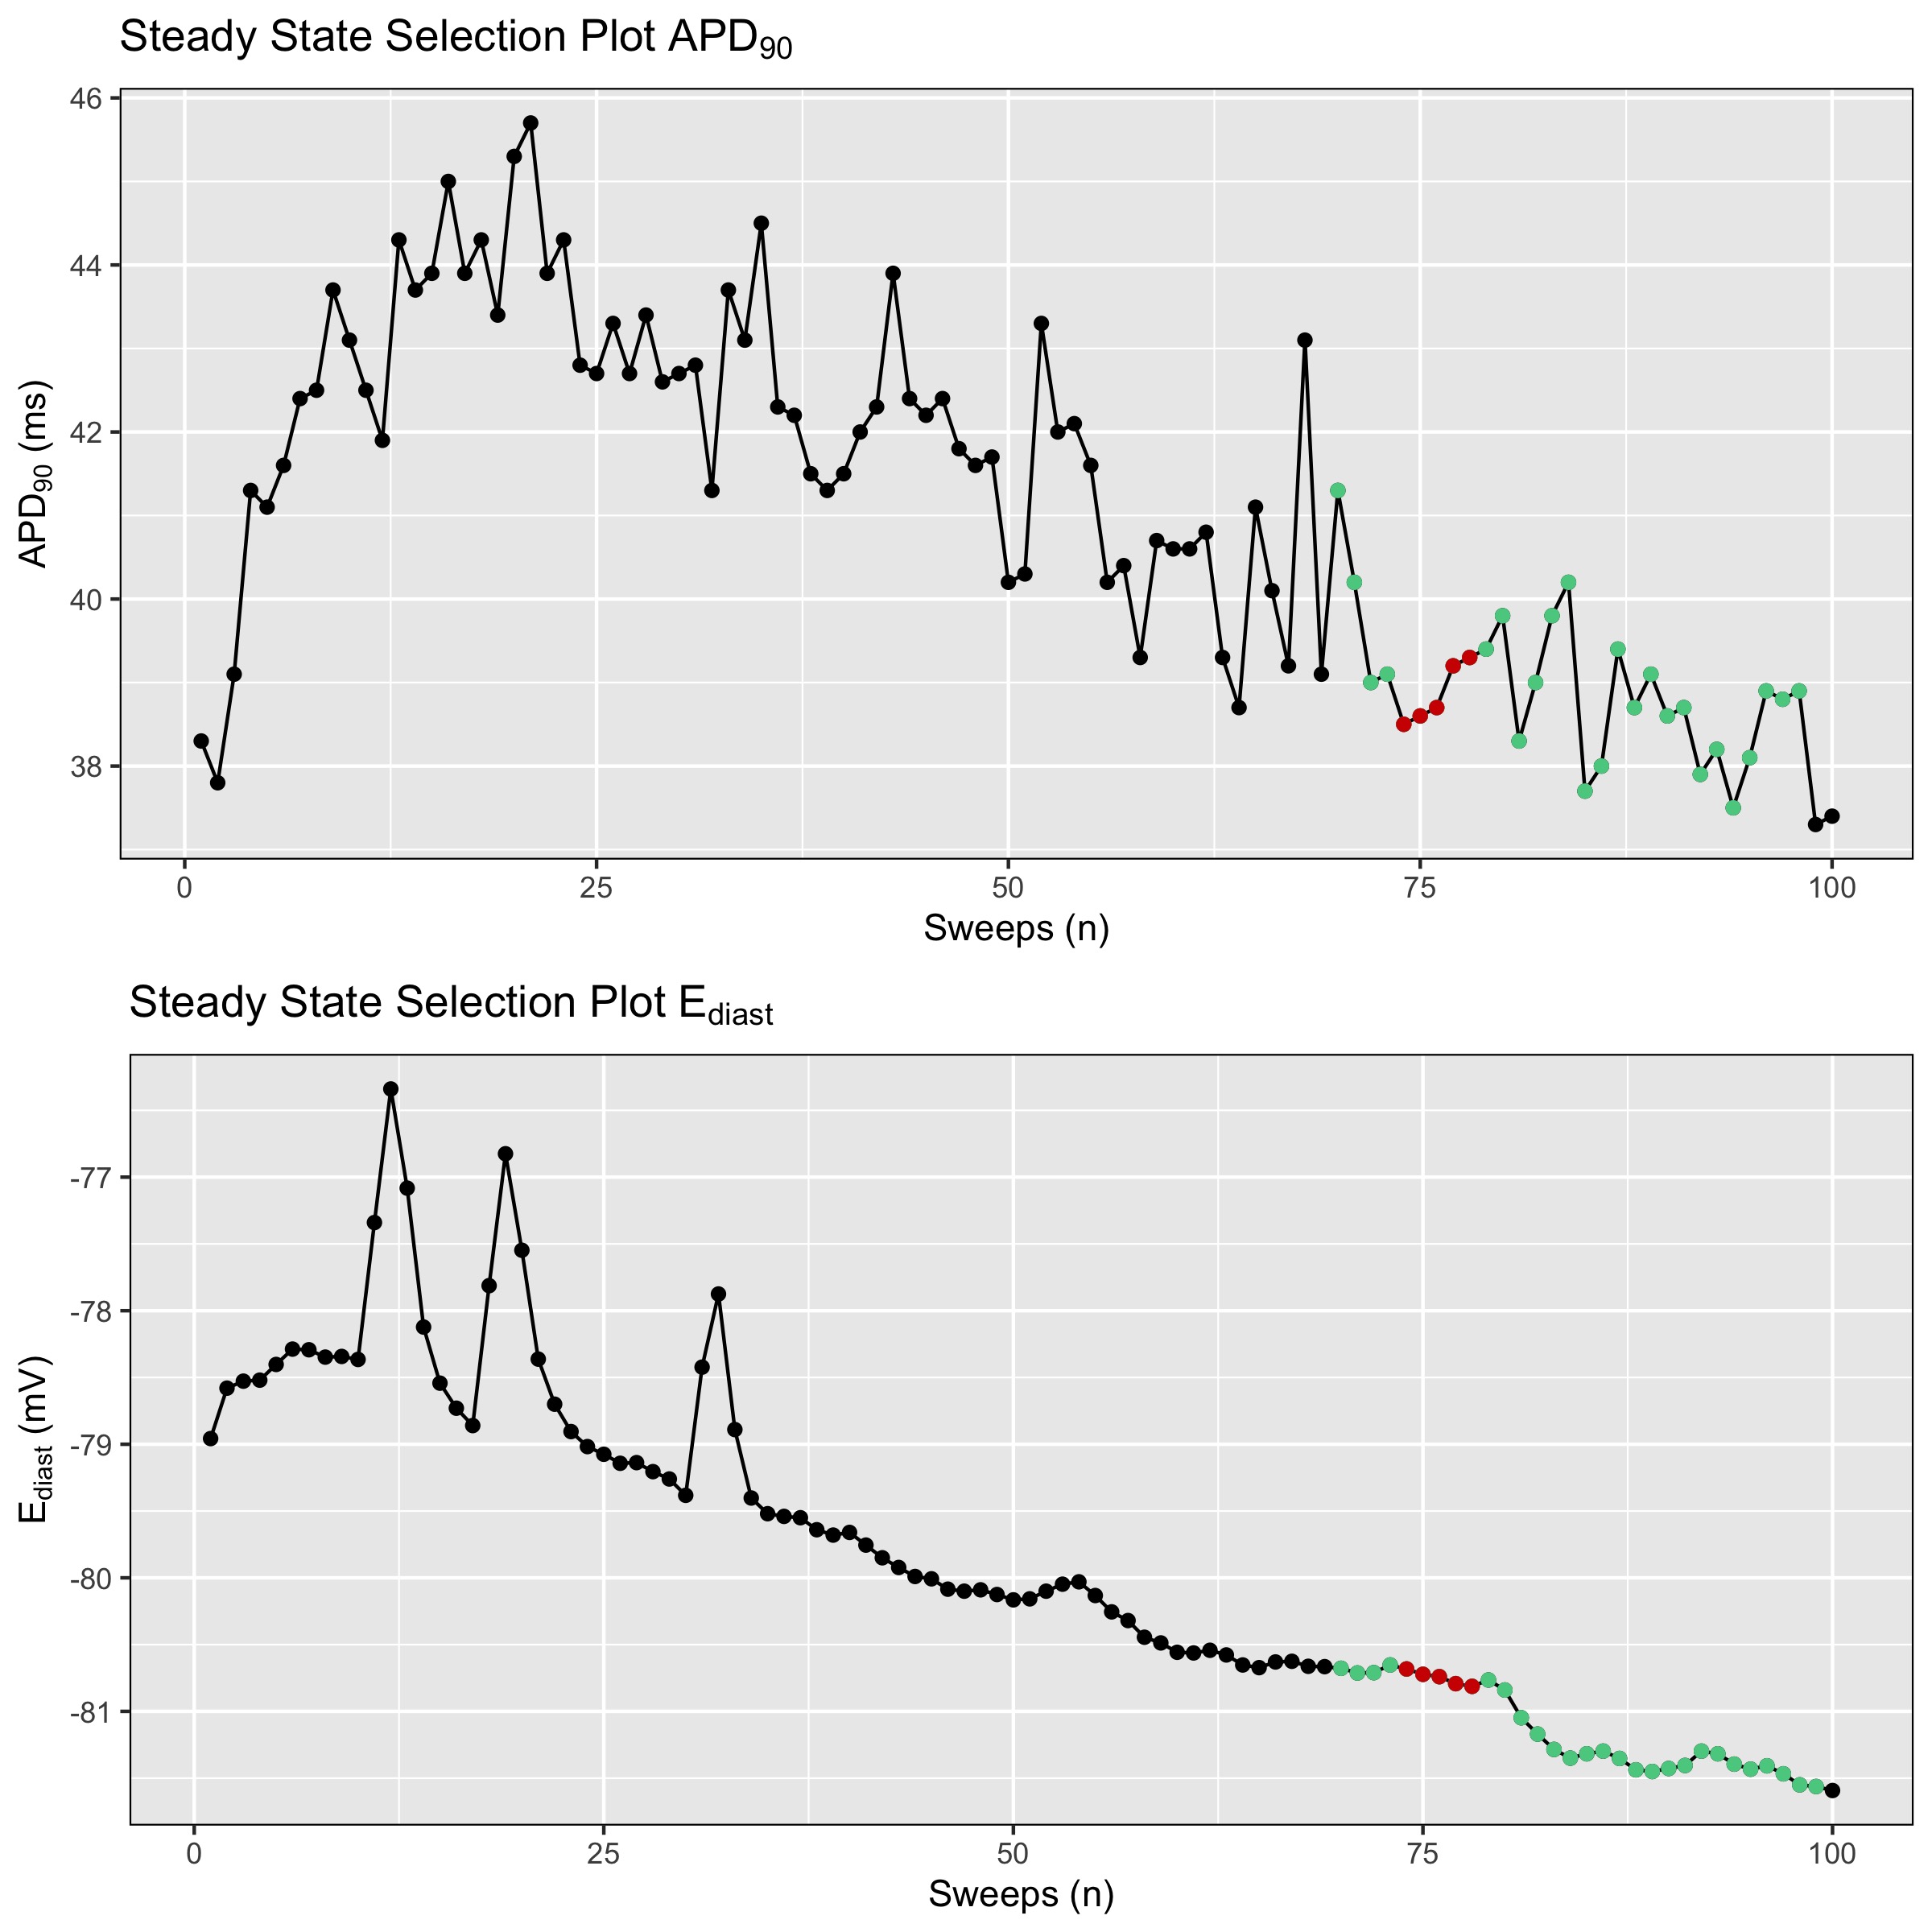 Steady State Selection Plot APD90
46
44
42
40
38
APD90 (ms)
0 25 50 75 100
Sweeps (n)
Steady State Selection Plot Ediast
-77
-78
-79
-80
-81
Ediast (mV)
0 25 50 75 100
Sweeps (n)